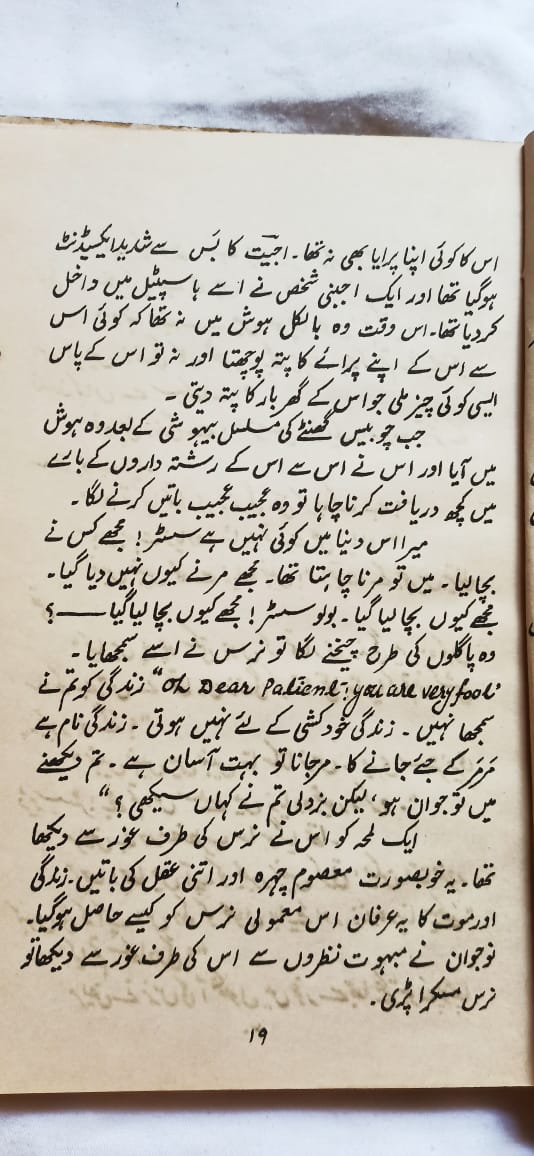 اس کا کوئی اپنا پرایا بھی نہ تھا۔ اجیت کا بس سے شدید ایکسیڈنٹ
ہوگیا تھا اور ایک اجنبی شخص نے اسے ہاسپٹل میں داخل
کردیا تھا۔ اس وقت وہ بالکل ہوش میں نہ تھا کہ کوئی اس
سے اس کے اپنے پرائے کا پتہ پوچھتا اور نہ تو اس کے پاس
ایسی کوئی چیز ملی جو اس کے گھر بار کا پتہ دیتی ۔
جب چوبیس گھنٹے کی مسلسل بیہوشی کے بعد وہ ہوش
میں آیا اور اس نے اس سے اس کے رشتہ داروں کے بارے
میں کچھ دریافت کرنا چاہا تو وہ عجیب عجیب باتیں کرنے لگا ۔
میرا اس دینا میں کوئی نہیں ہے سسٹر! مجھے کس نے
بچا لیا ۔ میں تو مرنا چاہتا تھا۔ مجھے مرنے کیوں نہیں دیا گیا۔
مجھے کیوں بچا لیا گیا ۔ بولو سسٹر! مجھے کیوں بچا لیا گیا ——؟
وہ پاگلوں کی طرح چیخنے لگا تو نرس نے اسے سمجھایا ۔
"Oh Dear Patient! you are very fool" زندگی کو تم نے
سمجھا نہیں ۔ زندگی خودکشی کے لئے نہیں ہوتی ۔ زندگی نام ہے
مَر مَر کے جئے جانے کا ۔ مرجانا تو بہت آسان ہے ۔ تم دیکھنے
میں تو جوان ہو، لیکن بزدلی تم نے کہاں سیکھی ؟"
ایک لمحہ کو اس نے نرس کی طرف غور سے دیکھا
تھا ۔ یہ خوبصورت معصوم چہرہ اور اتنی عقل کی باتیں ۔ زندگی
اور موت کا یہ عرفان اس معمولی نرس کو کیسے حاصل ہوگیا۔
نوجوان نے مبہوت نظروں سے اس کی طرف غور سے دیکھا تو
نرس مسکرا پڑی ۔
۱۹